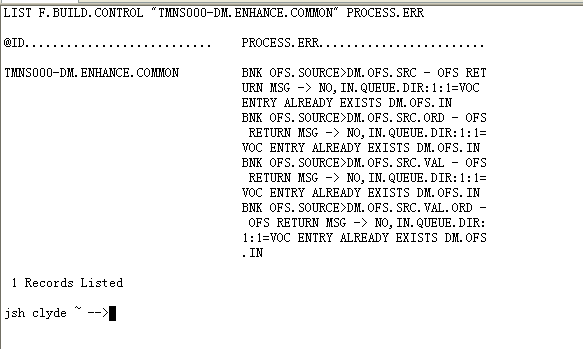 LIST F.BUILD.CONTROL "TMNS000-DM.ENHANCE.COMMON" PROCESS.ERR
@ID........................... PROCESS.ERR........................
TMNS000-DM.ENHANCE.COMMON BNK OFS.SOURCE>DM.OFS.SRC - OFS RET
URN MSG -> NO,IN.QUEUE.DIR:1:1=VOC
ENTRY ALREADY EXISTS DM.OFS.IN
BNK OFS.SOURCE>DM.OFS.SRC.ORD - OFS
RETURN MSG -> NO,IN.QUEUE.DIR:1:1=
VOC ENTRY ALREADY EXISTS DM.OFS.IN
BNK OFS.SOURCE>DM.OFS.SRC.VAL - OFS
RETURN MSG -> NO,IN.QUEUE.DIR:1:1=
VOC ENTRY ALREADY EXISTS DM.OFS.IN
BNK OFS.SOURCE>DM.OFS.SRC.VAL.ORD -
OFS RETURN MSG -> NO,IN.QUEUE.DIR:
1:1=VOC ENTRY ALREADY EXISTS DM.OFS
.IN
1 Records Listed
jsh clyde ~ -->